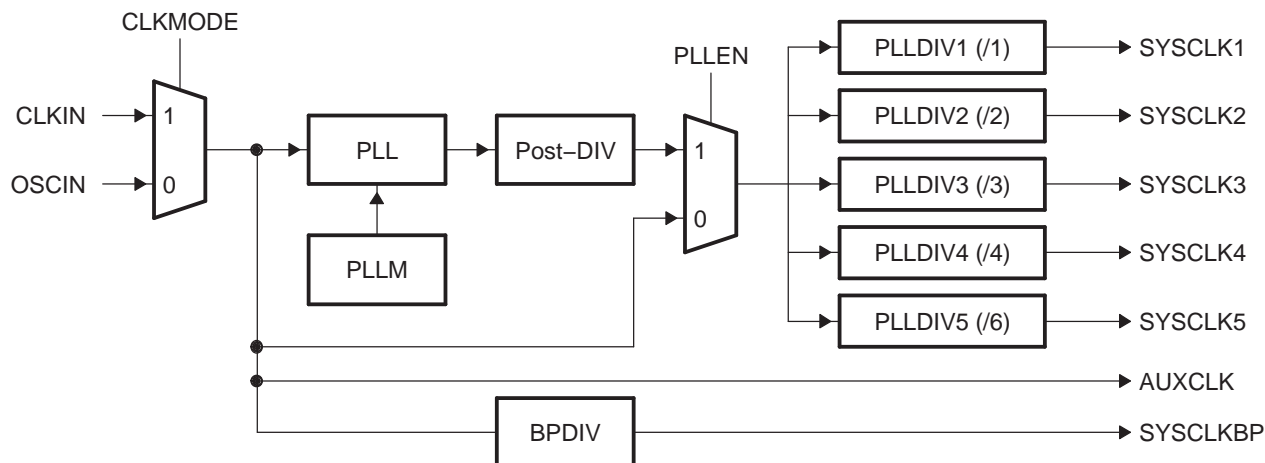 CLKMODE
CLKIN
OSCIN
1
0
PLL
PLLM
Post−DIV
PLLEN
1
0
PLLDIV1 (/1)
SYSCLK1
PLLDIV2 (/2)
SYSCLK2
PLLDIV3 (/3)
SYSCLK3
PLLDIV4 (/4)
SYSCLK4
PLLDIV5 (/6)
SYSCLK5
AUXCLK
BPDIV
SYSCLKBP